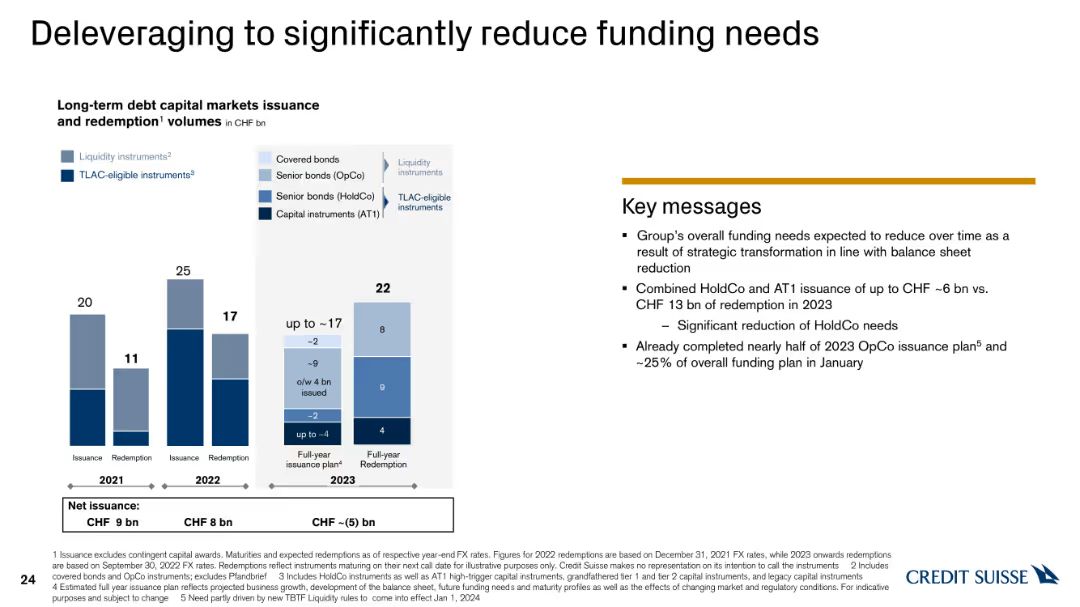 Deleveraging to significantly reduce funding needs
Long-term debt capital markets issuance
and redemption¹ volumes in CHF bn
Liquidity instruments²
TLAC-eligible instruments³
Covered bonds
Senior bonds (OpCo)
Liquidity
instruments
Senior bonds (HoldCo)
Capital instruments (AT1)
TLAC-eligible
instruments
20
11
25
17
up to ~17
22
~2
~9
o/w 4 bn
issued
~2
up to ~4
8
9
4
Issuance
Redemption
Issuance
Redemption
Full-year
issuance plan⁴
Full-year
Redemption
2021
2022
2023
Net issuance:
CHF 9 bn
CHF 8 bn
CHF ~(5) bn
Key messages
▪ Group's overall funding needs expected to reduce over time as a
result of strategic transformation in line with balance sheet
reduction
▪ Combined HoldCo and AT1 issuance of up to CHF ~6 bn vs.
CHF 13 bn of redemption in 2023
– Significant reduction of HoldCo needs
▪ Already completed nearly half of 2023 OpCo issuance plan⁵ and
~25% of overall funding plan in January
1 Issuance excludes contingent capital awards. Maturities and expected redemptions as of respective year-end FX rates. Figures for 2022 redemptions are based on December 31, 2021 FX rates, while 2023 onwards redemptions
are based on September 30, 2022 FX rates. Redemptions reflect instruments maturing on their next call date for illustrative purposes only. Credit Suisse makes no representation on its intention to call the instruments 2 Includes
covered bonds and OpCo instruments; excludes Pfandbrief 3 Includes HoldCo instruments as well as AT1 high-trigger capital instruments, grandfathered tier 1 and tier 2 capital instruments, and legacy capital instruments
4 Estimated full year issuance plan reflects projected business growth, development of the balance sheet, future funding needs and maturity profiles as well as the effects of changing market and regulatory conditions. For indicative
purposes and subject to change 5 Need partly driven by new TBTF Liquidity rules to come into effect Jan 1, 2024
24
CREDIT SUISSE